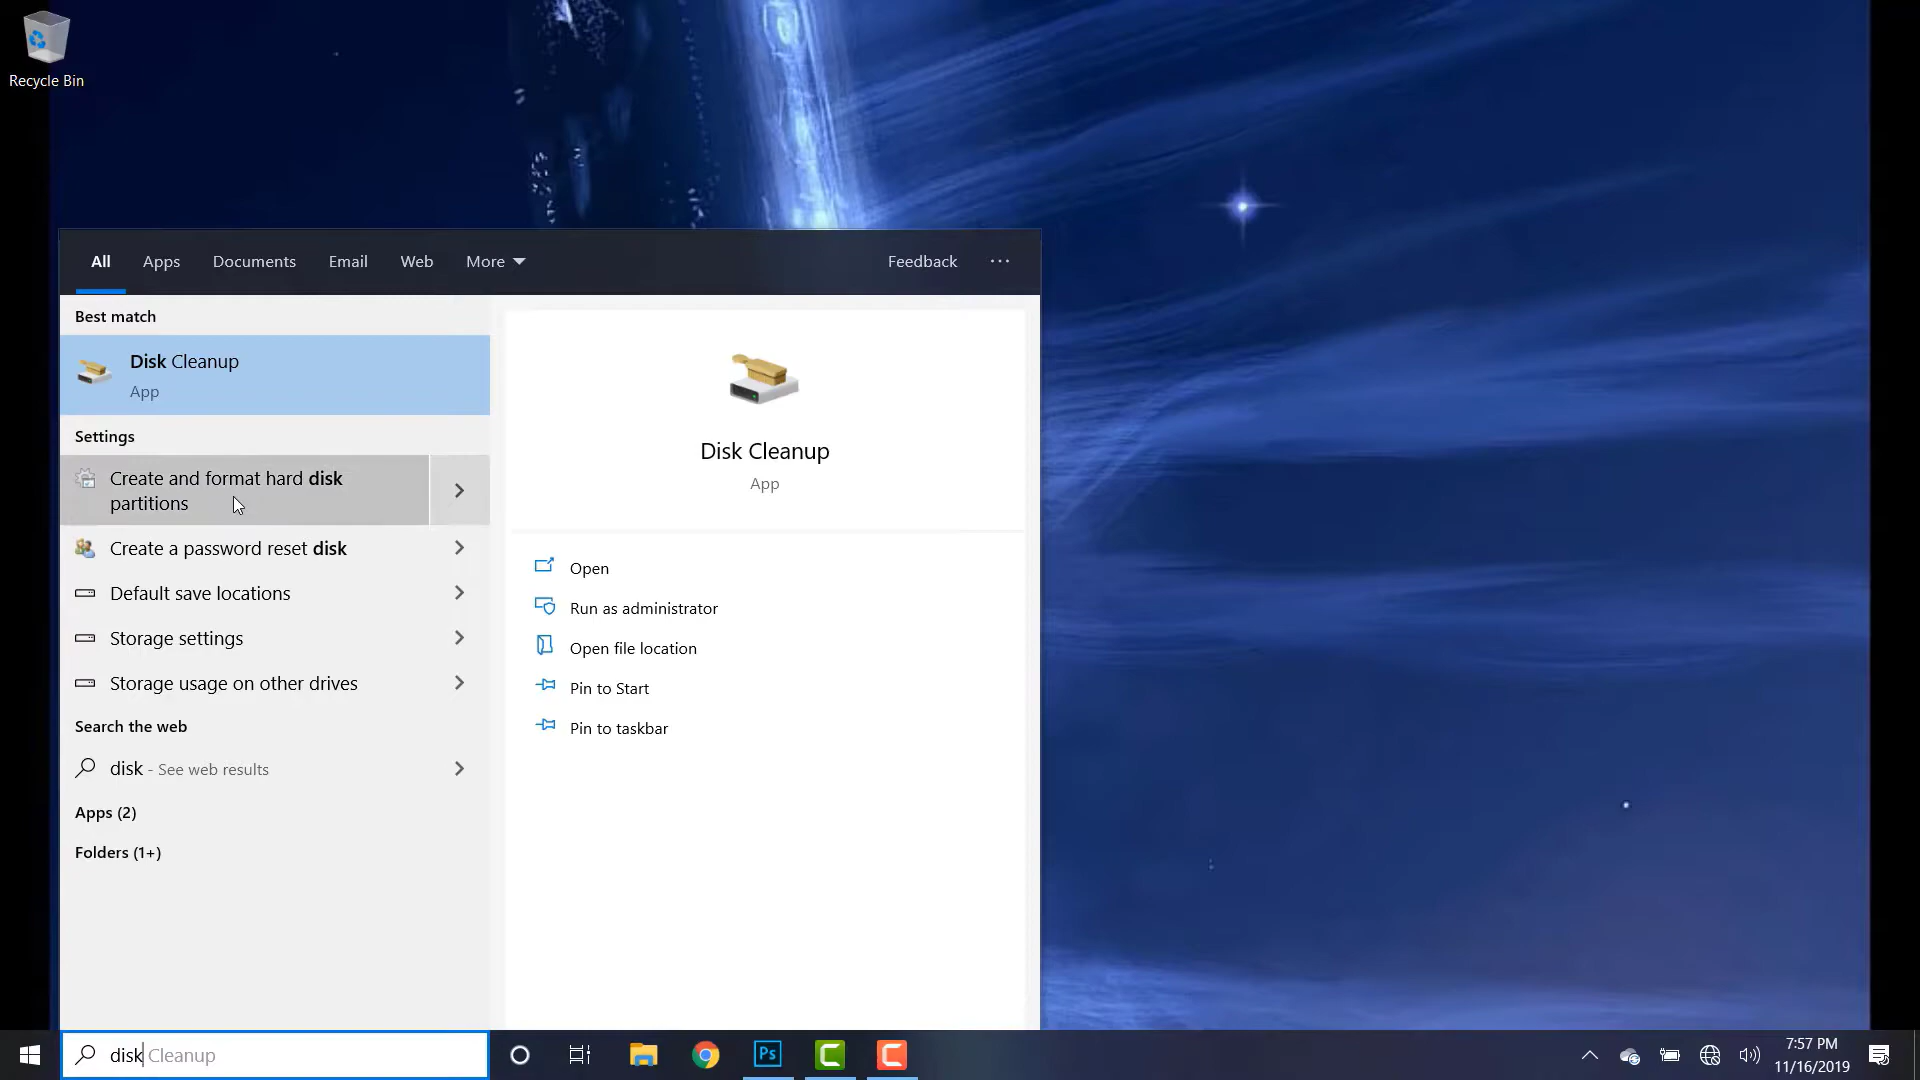 Recycle Bin
All Apps Documents Email Web More Feedback ...
Best match
Disk Cleanup
App
Settings
Create and format hard disk
partitions
Create a password reset disk
Default save locations
Storage settings
Storage usage on other drives
Search the web
disk - See web results
Apps (2)
Folders (1+)
Disk Cleanup
App
Open
Run as administrator
Open file location
Pin to Start
Pin to taskbar
disk Cleanup
Ps
7:57 PM
11/16/2019